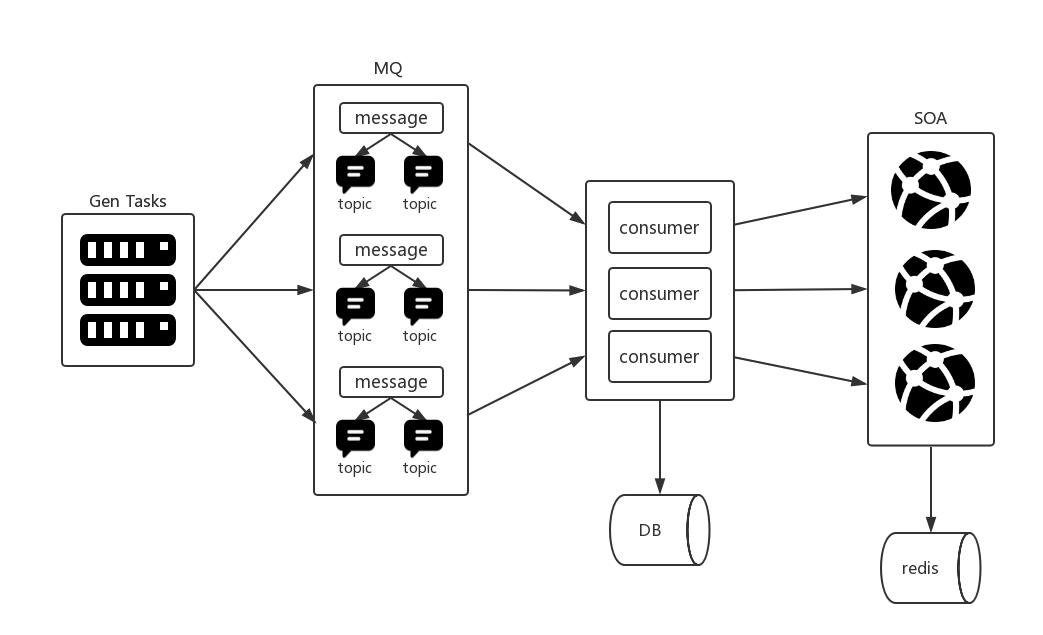 MQ
message
topic topic
message
topic topic
message
topic topic
Gen Tasks
consumer
consumer
consumer
SOA
DB
redis